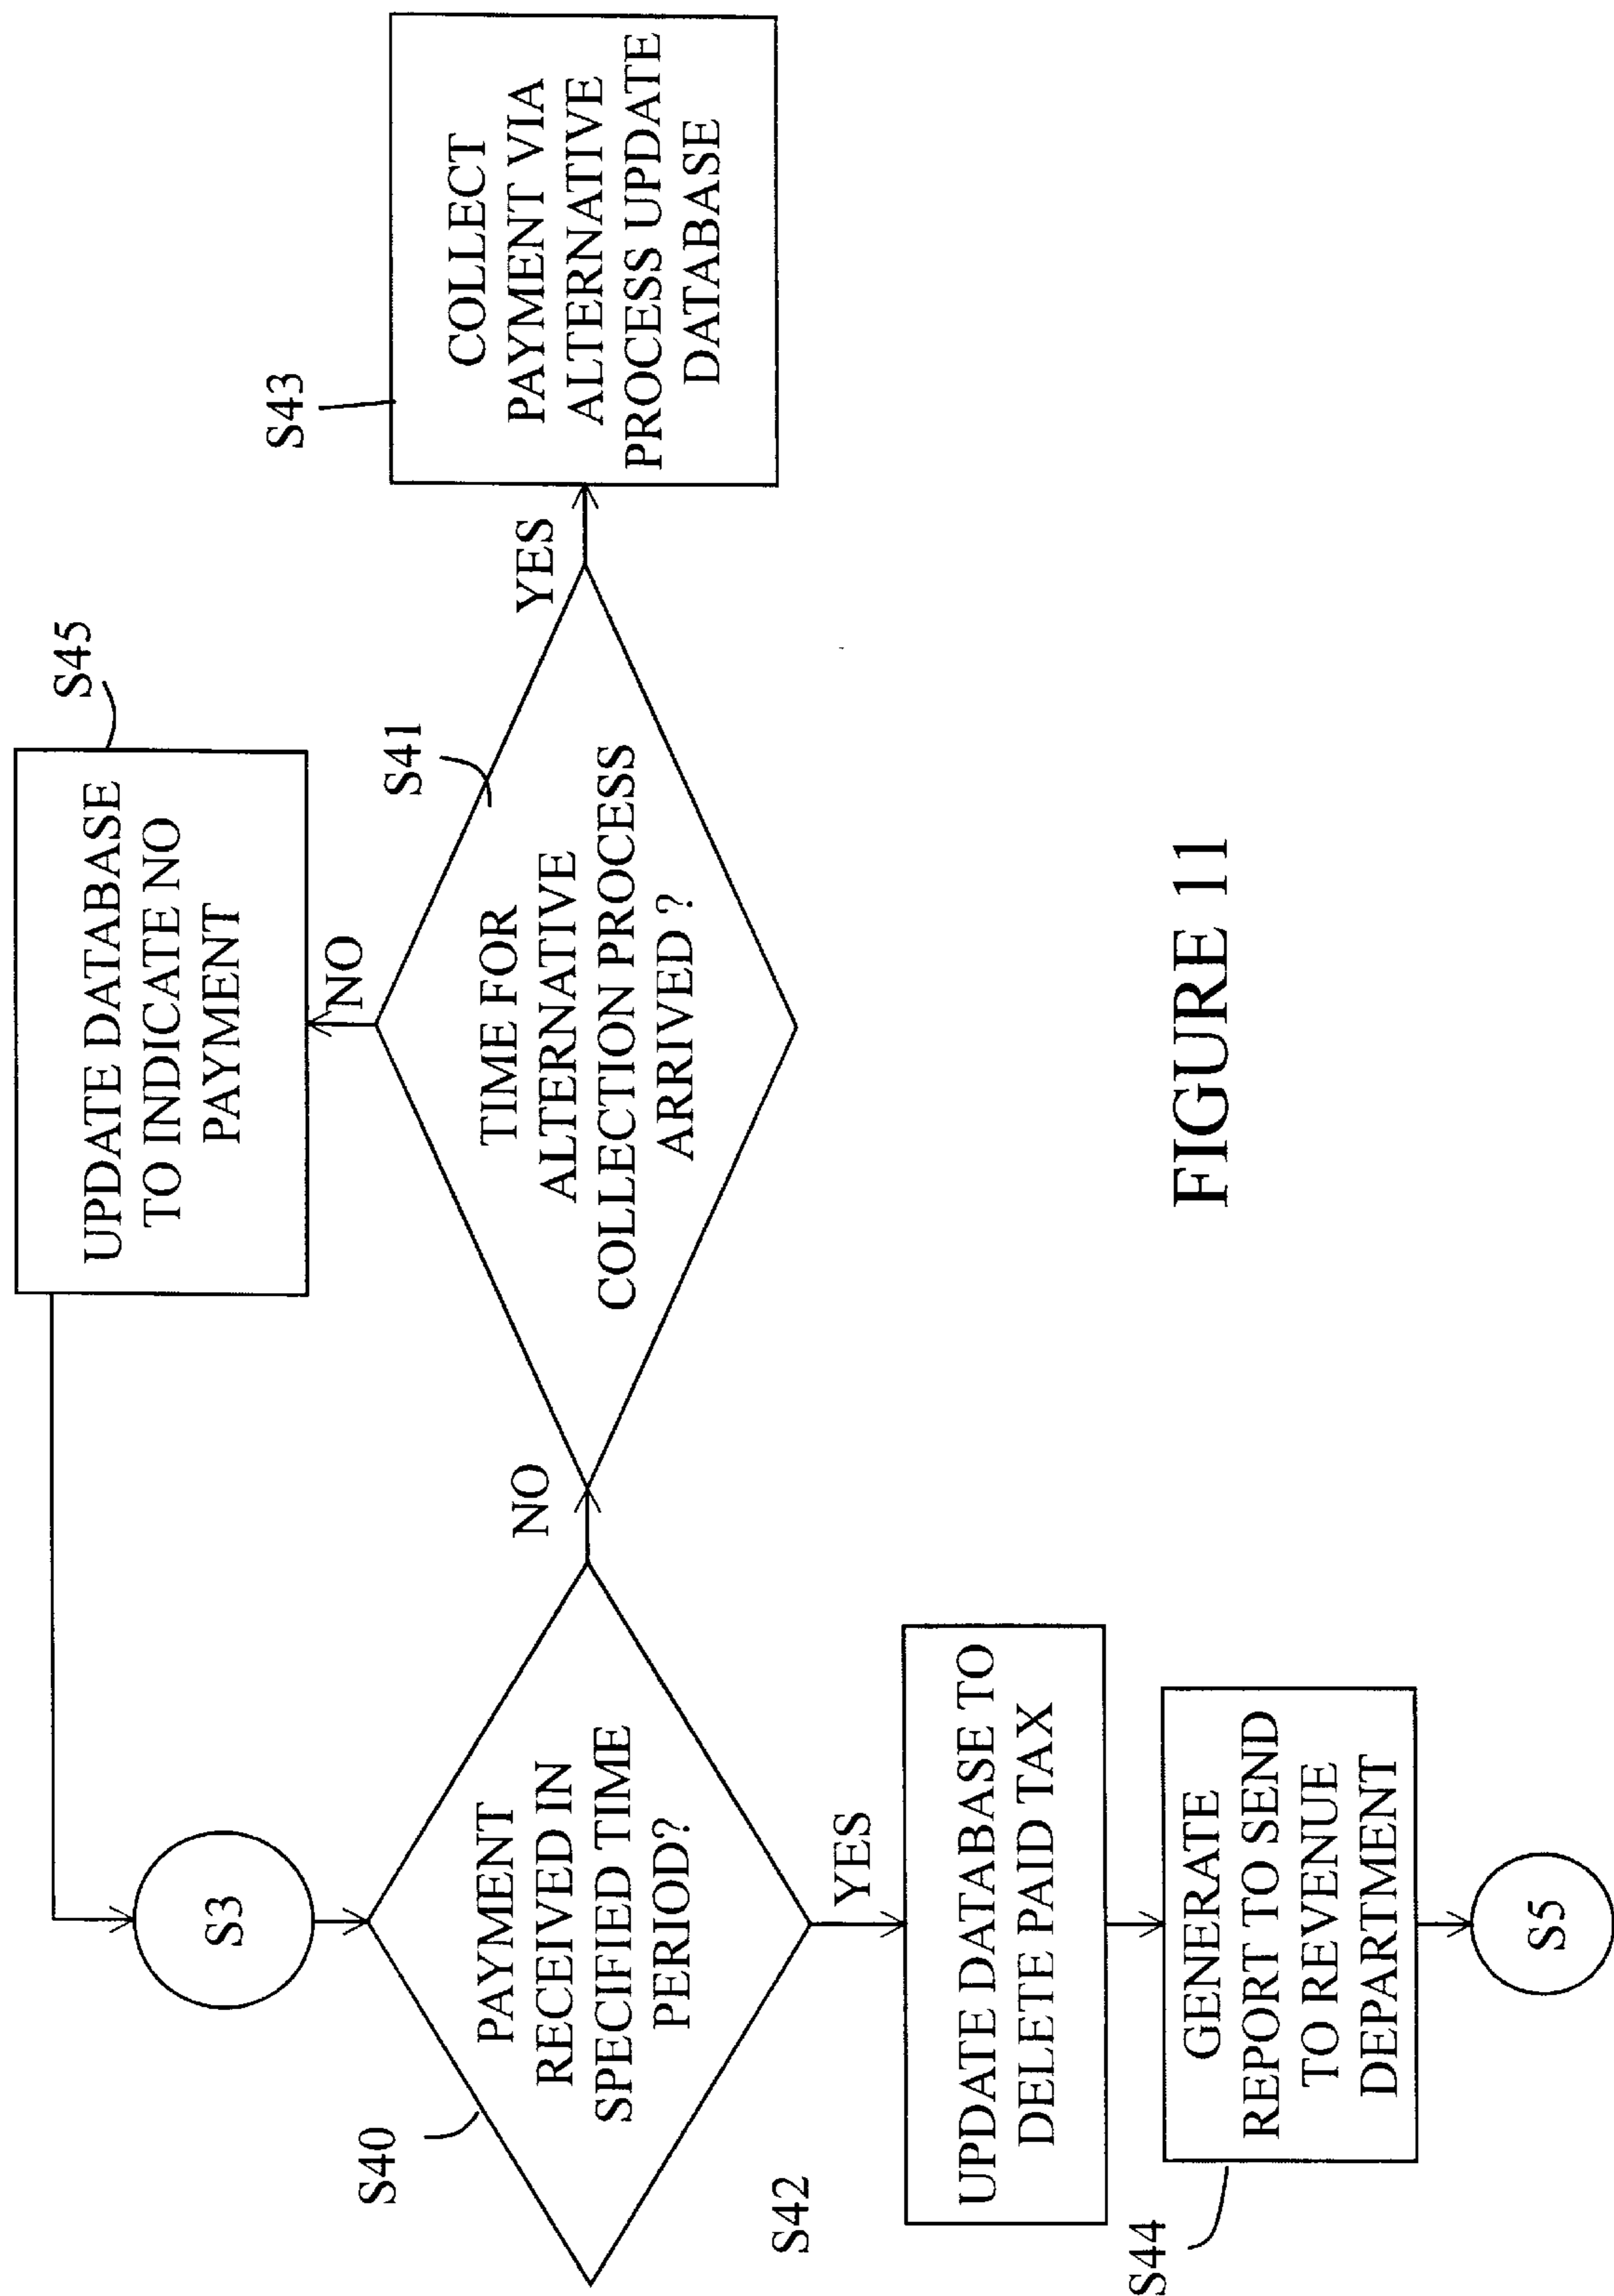 S45
UPDATE DATABASE
TO INDICATE NO
PAYMENT
S3
NO
S43
COLLECT
PAYMENT VIA
ALTERNATIVE
PROCESS UPDATE
DATABASE
S40
PAYMENT
RECEIVED IN
SPECIFIED TIME
PERIOD?
NO
S41
TIME FOR
ALTERNATIVE
COLLECTION PROCESS
ARRIVED ?
YES
S42
YES
UPDATE DATABASE TO
DELETE PAID TAX
S44
GENERATE
REPORT TO SEND
TO REVENUE
DEPARTMENT
S5
FIGURE 11